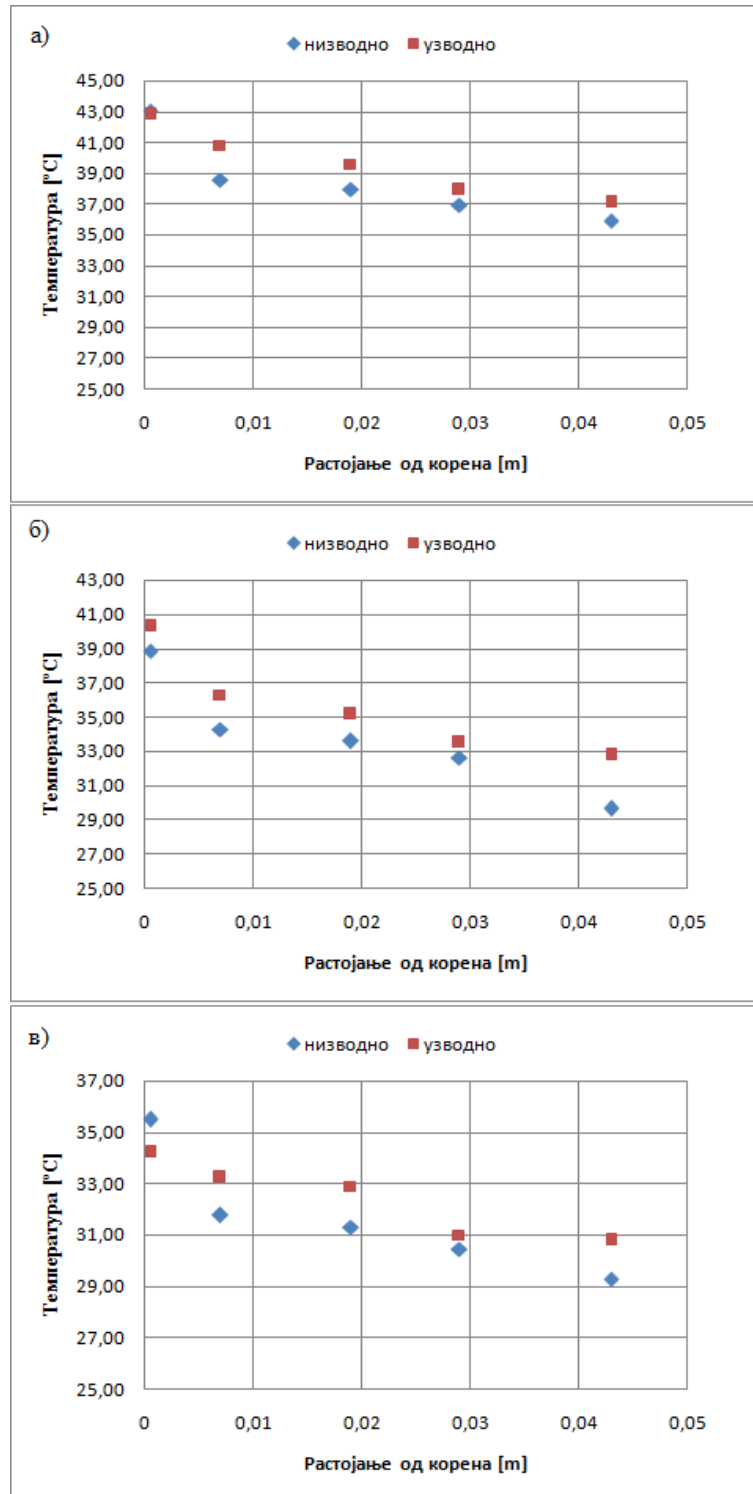 а)
низводно узводно
45,00
43,00
41,00
39,00
37,00
35,00
33,00
31,00
29,00
27,00
25,00
Температура [°C]
0 0,01 0,02 0,03 0,04 0,05
Растојање од корена [m]
б)
низводно узводно
43,00
41,00
39,00
37,00
35,00
33,00
31,00
29,00
27,00
25,00
Температура [°C]
0 0,01 0,02 0,03 0,04 0,05
Растојање од корена [m]
в)
низводно узводно
37,00
35,00
33,00
31,00
29,00
27,00
25,00
Температура [°C]
0 0,01 0,02 0,03 0,04 0,05
Растојање од корена [m]